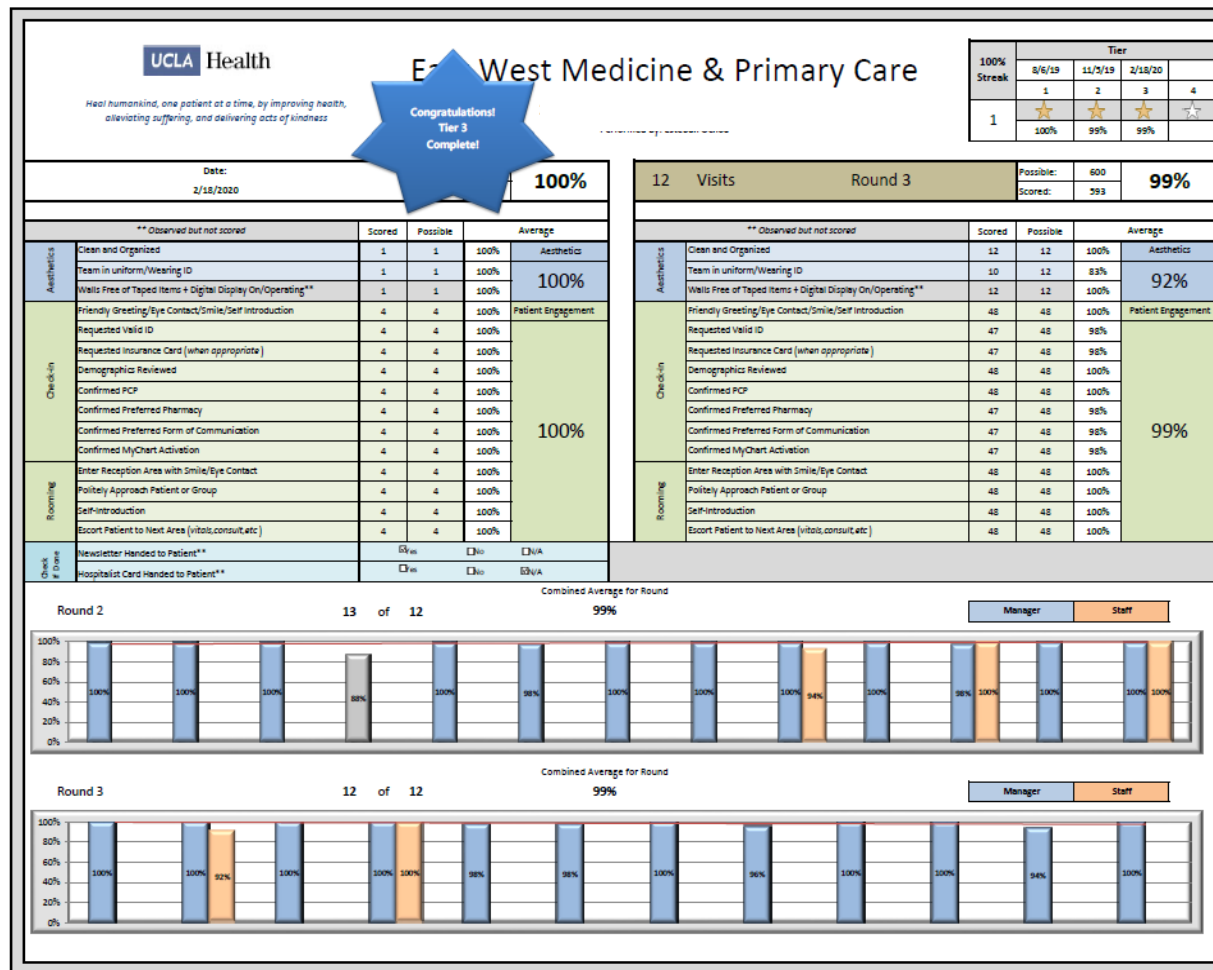 UCLA Health
Heal humankind, one patient at a time, by improving health,
alleviating suffering, and delivering acts of kindness
West Medicine & Primary Care
Congratulations!
Tier 3
Complete!
100%
Streak
Tier
8/6/19 11/5/19 2/18/20
1 2 3 4
1
100% 99% 99%
Date:
2/18/2020
100%
12 Visits Round 3
Possible: 600
Scored: 593
99%
** Observed but not scored Scored Possible Average
Aesthetics
Clean and Organized 1 1 100% Aesthetics
Team in uniform/Wearing ID 1 1 100%
100%
Walls Free of Taped Items + Digital Display On/Operating** 1 1 100%
Check-in
Friendly Greeting/Eye Contact/Smile/Self Introduction 4 4 100% Patient Engagement
Requested Valid ID 4 4 100%
Requested Insurance Card (when appropriate) 4 4 100%
Demographics Reviewed 4 4 100%
Confirmed PCP 4 4 100%
Confirmed Preferred Pharmacy 4 4 100%
Confirmed Preferred Form of Communication 4 4 100%
100%
Confirmed MyChart Activation 4 4 100%
Rooming
Enter Reception Area with Smile/Eye Contact 4 4 100%
Politely Approach Patient or Group 4 4 100%
Self-Introduction 4 4 100%
Escort Patient to Next Area (vitals,consult,etc) 4 4 100%
Check
if Done
Newsletter Handed to Patient** Yes No N/A
Hospitalist Card Handed to Patient** Yes No N/A
** Observed but not scored Scored Possible Average
Aesthetics
Clean and Organized 12 12 100% Aesthetics
Team in uniform/Wearing ID 10 12 83%
92%
Walls Free of Taped Items + Digital Display On/Operating** 12 12 100%
Check-in
Friendly Greeting/Eye Contact/Smile/Self Introduction 48 48 100% Patient Engagement
Requested Valid ID 47 48 98%
Requested Insurance Card (when appropriate) 47 48 98%
Demographics Reviewed 48 48 100%
Confirmed PCP 48 48 100%
Confirmed Preferred Pharmacy 47 48 98%
Confirmed Preferred Form of Communication 47 48 98%
99%
Confirmed MyChart Activation 47 48 98%
Rooming
Enter Reception Area with Smile/Eye Contact 48 48 100%
Politely Approach Patient or Group 48 48 100%
Self-Introduction 48 48 100%
Escort Patient to Next Area (vitals,consult,etc) 48 48 100%
Combined Average for Round
Round 2 13 of 12 99% Manager Staff
100%
80%
60%
40%
20%
0%
100% 100% 100% 88% 100% 98% 100% 100% 100% 94% 100% 98% 100% 100% 100% 100%
Combined Average for Round
Round 3 12 of 12 99% Manager Staff
100%
80%
60%
40%
20%
0%
100% 100% 92% 100% 100% 100% 98% 98% 100% 96% 100% 100% 94% 100%